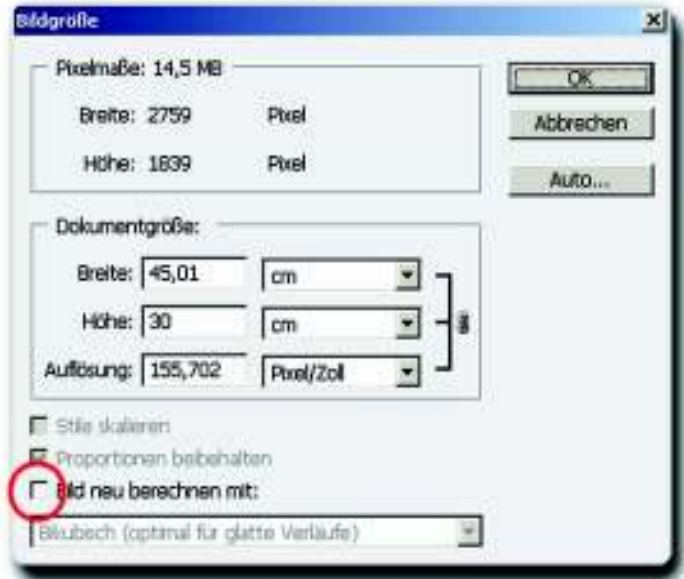 Bildgröße
Pixelmaße: 14,5 MB
OK
Breite: 2759 Pixel
Abbrechen
Höhe: 1839 Pixel
Auto...
Dokumentgröße:
Breite: 45,01 cm
Höhe: 30 cm
Auflösung: 155,702 Pixel/Zoll
Stile skalieren
Proportionen beibehalten
Bild neu berechnen mit:
Bikubisch (optimal für glatte Verläufe)